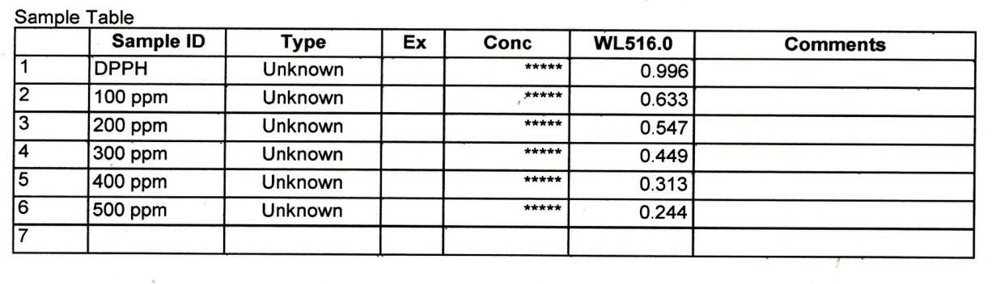 Sample Table
Sample ID Type Ex Conc WL516.0 Comments
1 DPPH Unknown ***** 0.996
2 100 ppm Unknown ***** 0.633
3 200 ppm Unknown ***** 0.547
4 300 ppm Unknown ***** 0.449
5 400 ppm Unknown ***** 0.313
6 500 ppm Unknown ***** 0.244
7